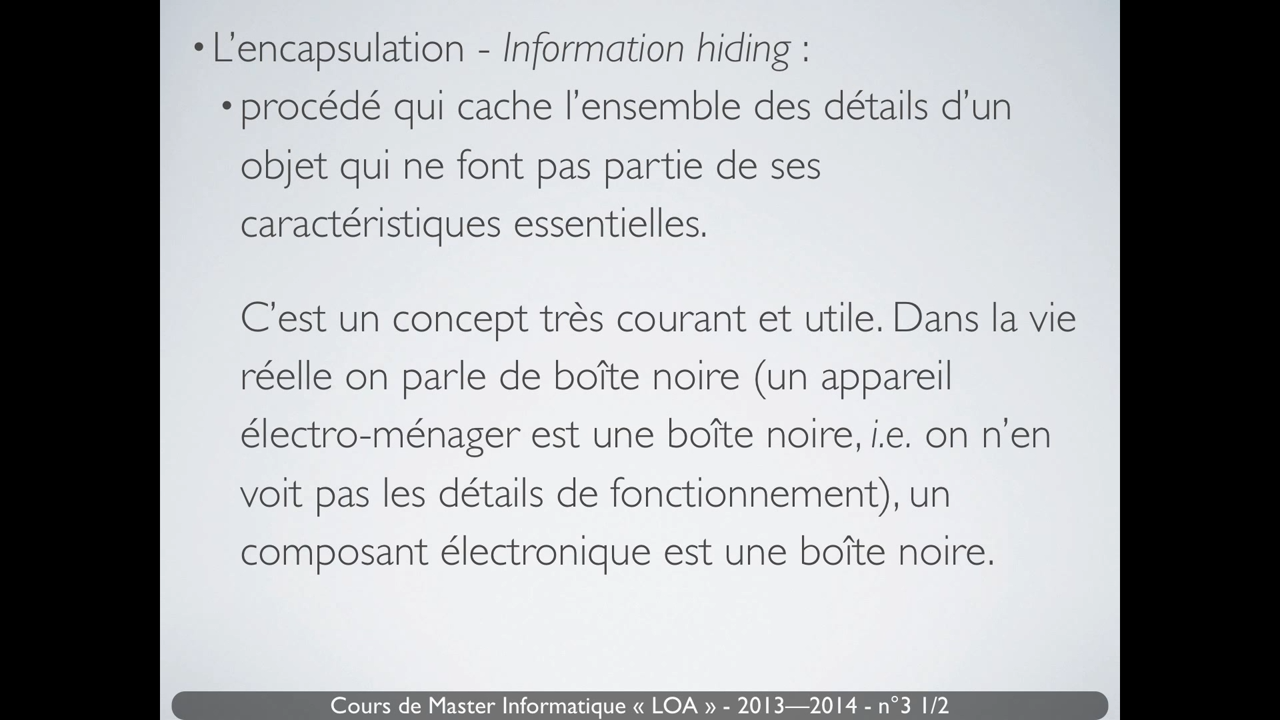 • L’encapsulation - Information hiding :
• procédé qui cache l’ensemble des détails d’un
objet qui ne font pas partie de ses
caractéristiques essentielles.
C’est un concept très courant et utile. Dans la vie
réelle on parle de boîte noire (un appareil
électro-ménager est une boîte noire, i.e. on n’en
voit pas les détails de fonctionnement), un
composant électronique est une boîte noire.
Cours de Master Informatique « LOA » - 2013—2014 - n°3 1/2